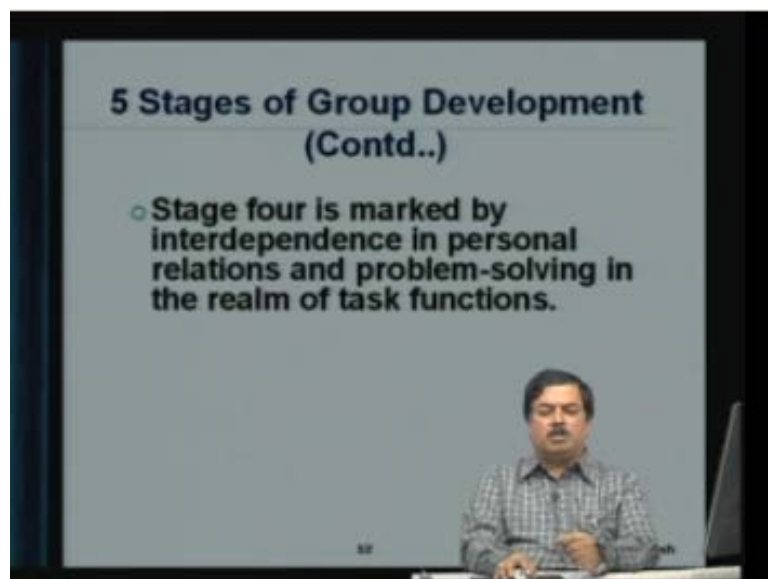 5 Stages of Group Development
(Contd..)
Stage four is marked by
interdependence in personal
relations and problem-solving in
the realm of task functions.
52